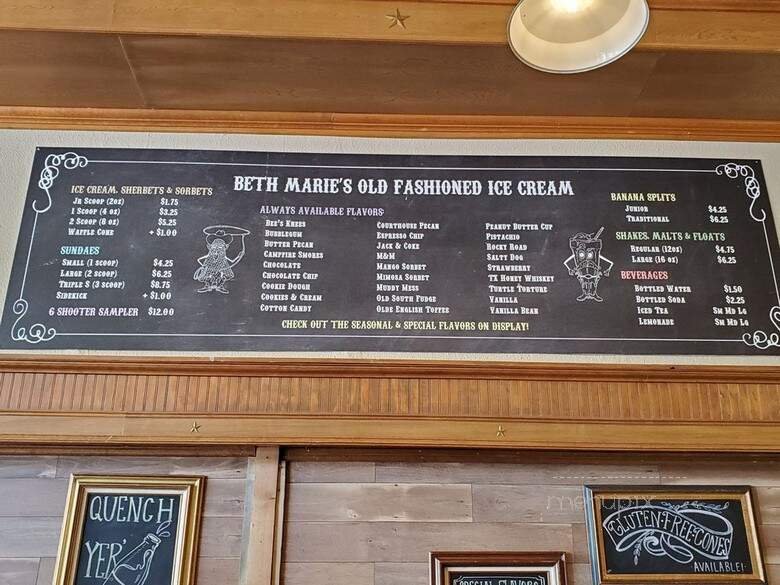 BETH MARIE'S OLD FASHIONED ICE CREAM
ICE CREAM, SHERBETS & SORBETS
JR SCOOP (2OZ) $1.75
1 SCOOP (4 OZ) $3.25
2 SCOOP (8 OZ) $5.25
WAFFLE CONE + $1.00
SUNDAES
SMALL (1 SCOOP) $4.25
LARGE (2 SCOOP) $6.25
TRIPLE S (3 SCOOP) $8.75
SIDEKICK + $1.00
6 SHOOTER SAMPLER $12.00
ALWAYS AVAILABLE FLAVORS:
BEE'S KNEES
BUBBLEGUM
BUTTER PECAN
CAMPFIRE SMORES
CHOCOLATE
CHOCOLATE CHIP
COOKIE DOUGH
COOKIES & CREAM
COTTON CANDY
COURTHOUSE PECAN
ESPRESSO CHIP
JACK & COKE
M&M
MANGO SORBET
MIMOSA SORBET
MUDDY MESS
OLD SOUTH FUDGE
OLDE ENGLISH TOFFEE
PEANUT BUTTER CUP
PISTACHIO
ROCKY ROAD
SALTY DOG
STRAWBERRY
TX HONEY WHISKEY
TURTLE TORTURE
VANILLA
VANILLA BEAN
CHECK OUT THE SEASONAL & SPECIAL FLAVORS ON DISPLAY!
BANANA SPLITS
JUNIOR $4.25
TRADITIONAL $6.25
SHAKES, MALTS & FLOATS
REGULAR (12OZ) $4.75
LARGE (16 OZ) $6.25
BEVERAGES
BOTTLED WATER $1.50
BOTTLED SODA $2.25
ICED TEA SM MD LG
LEMONADE SM MD LG
QUENCH
YER'
SPECIAL FLAVORS
menupix
GLUTEN-FREE CONES
AVAILABLE!